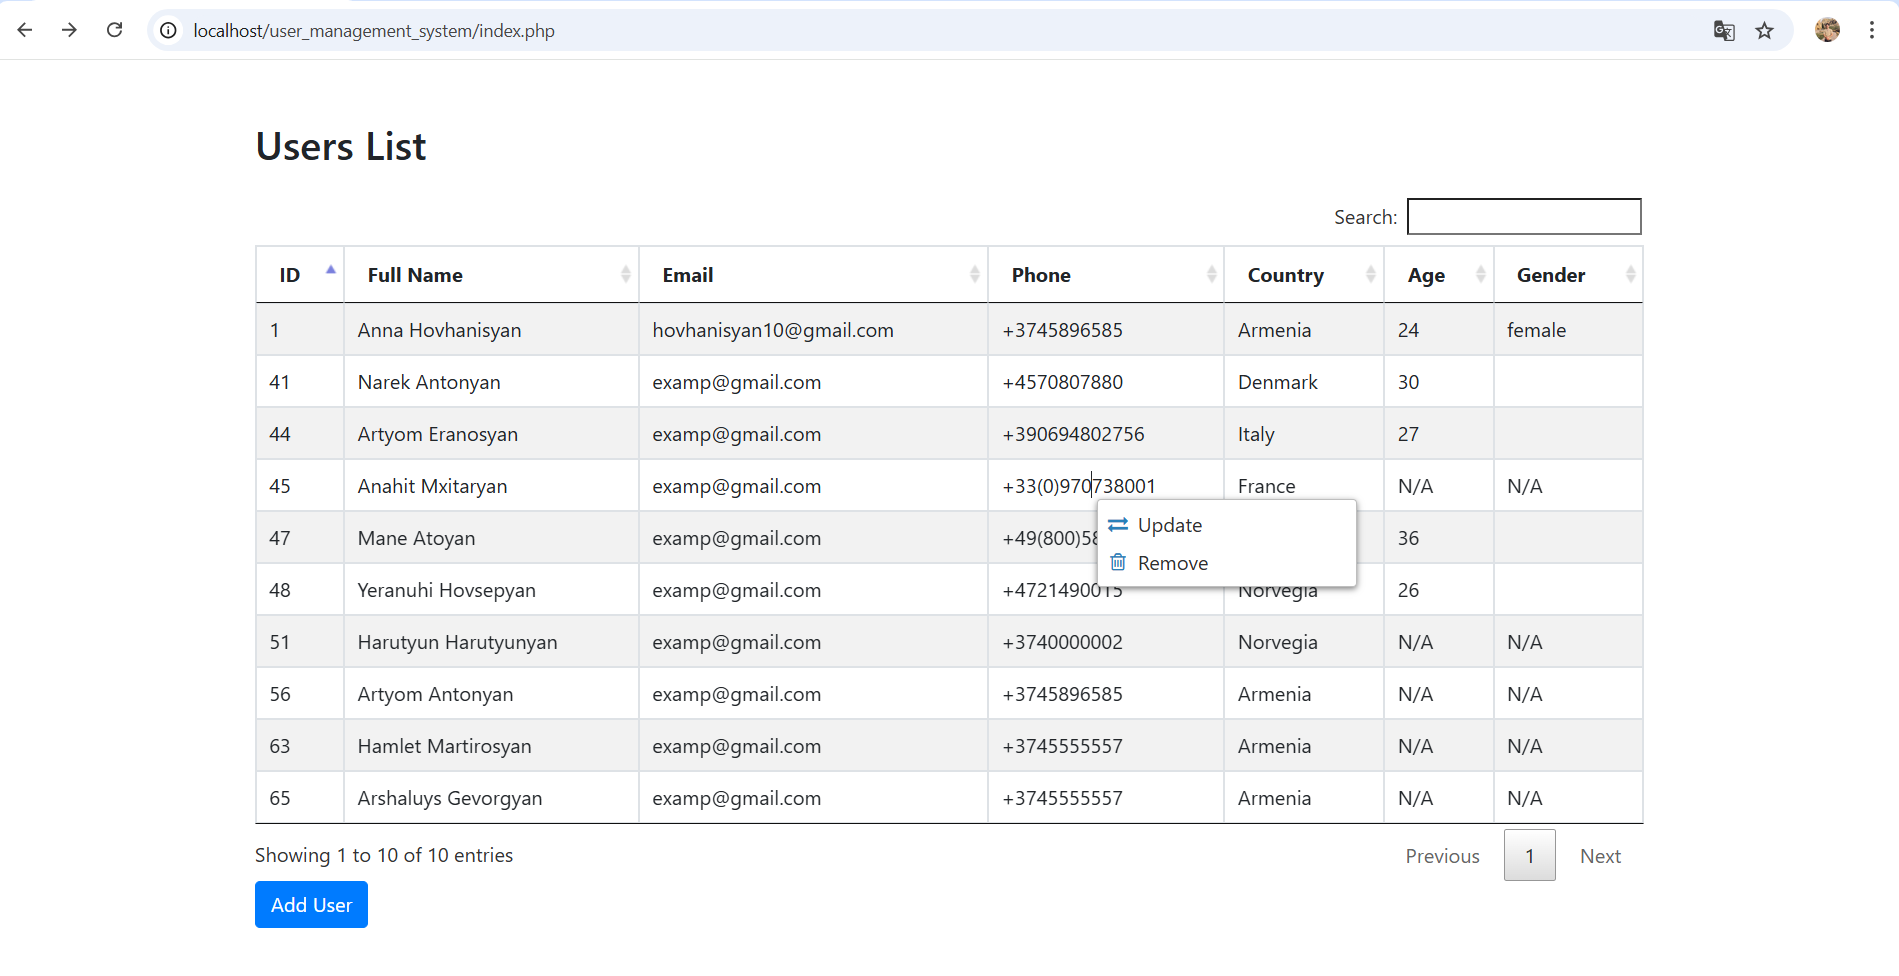 localhost/user_management_system/index.php
Users List
Search:
ID Full Name Email Phone Country Age Gender
1 Anna Hovhanisyan hovhanisyan10@gmail.com +3745896585 Armenia 24 female
41 Narek Antonyan examp@gmail.com +4570807880 Denmark 30
44 Artyom Eranosyan examp@gmail.com +390694802756 Italy 27
45 Anahit Mxitaryan examp@gmail.com +33(0)970738001 France N/A N/A
Update
47 Mane Atoyan examp@gmail.com +49(800)58 36
Remove
48 Yeranuhi Hovsepyan examp@gmail.com +4721490015 Norvegia 26
51 Harutyun Harutyunyan examp@gmail.com +3740000002 Norvegia N/A N/A
56 Artyom Antonyan examp@gmail.com +3745896585 Armenia N/A N/A
63 Hamlet Martirosyan examp@gmail.com +3745555557 Armenia N/A N/A
65 Arshaluys Gevorgyan examp@gmail.com +3745555557 Armenia N/A N/A
Showing 1 to 10 of 10 entries
Previous 1 Next
Add User